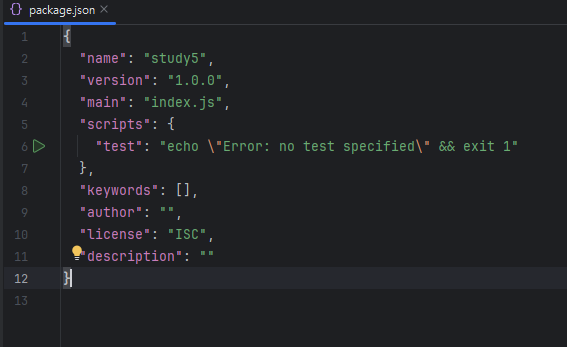 package.json
1 {
2 "name": "study5",
3 "version": "1.0.0",
4 "main": "index.js",
5 "scripts": {
6 "test": "echo \"Error: no test specified\" && exit 1"
7 },
8 "keywords": [],
9 "author": "",
10 "license": "ISC",
11 "description": ""
12 }
13